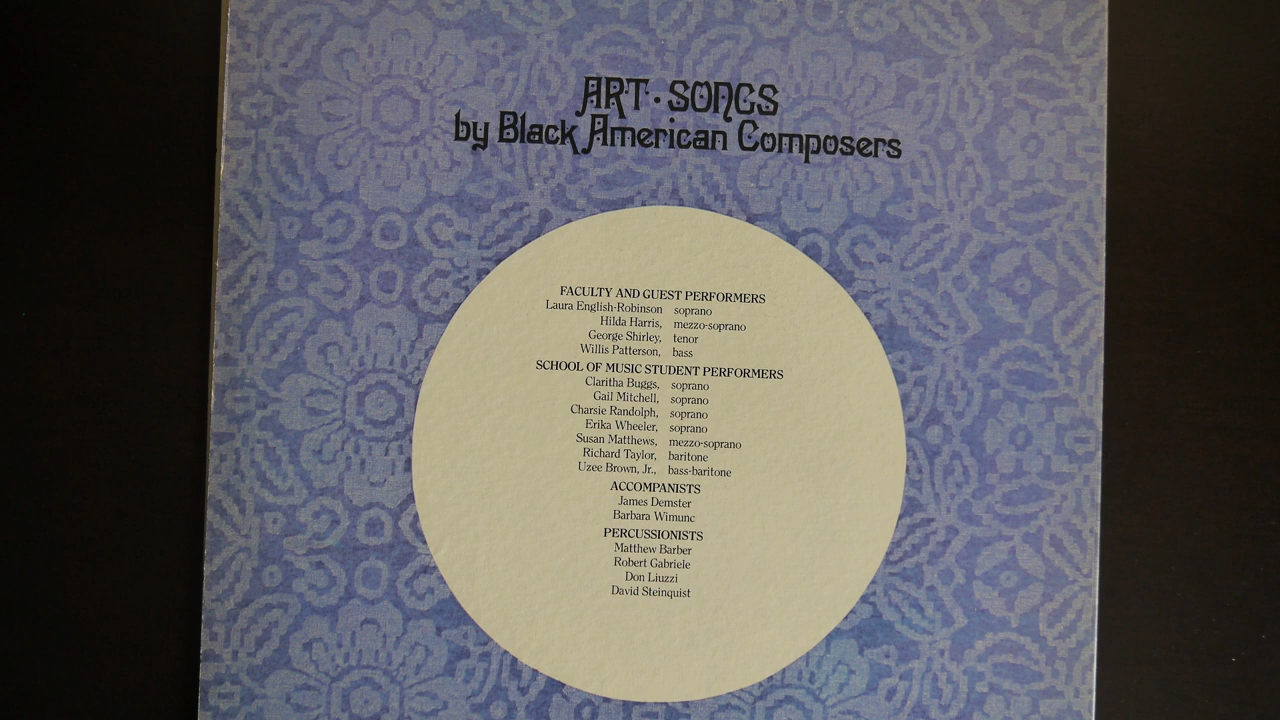 ART · SONGS
by Black American Composers
FACULTY AND GUEST PERFORMERS
Laura English-Robinson soprano
Hilda Harris, mezzo-soprano
George Shirley, tenor
Willis Patterson, bass
SCHOOL OF MUSIC STUDENT PERFORMERS
Claritha Buggs, soprano
Gail Mitchell, soprano
Charsie Randolph, soprano
Erika Wheeler, soprano
Susan Matthews, mezzo-soprano
Richard Taylor, baritone
Uzee Brown, Jr., bass-baritone
ACCOMPANISTS
James Demster
Barbara Wimunc
PERCUSSIONISTS
Matthew Barber
Robert Gabriele
Don Liuzzi
David Steinquist